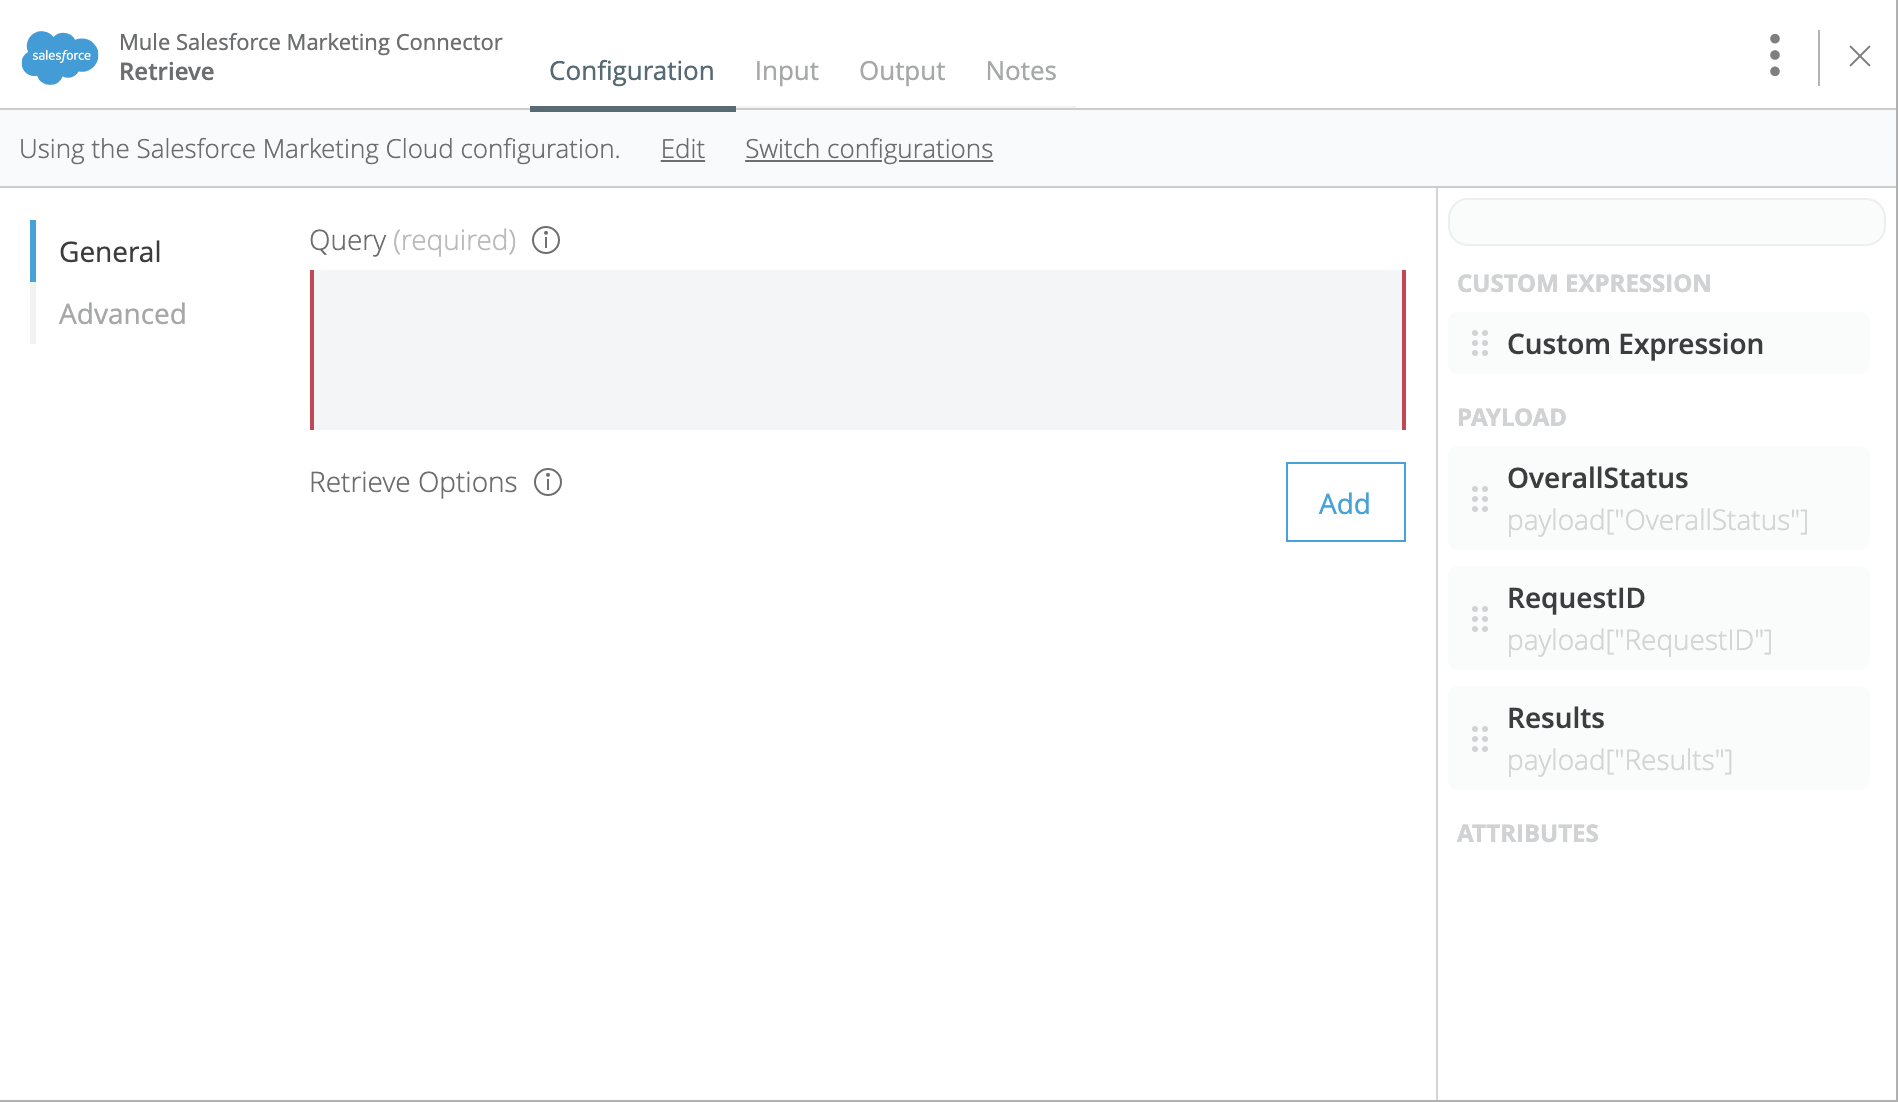 salesforce
Mule Salesforce Marketing Connector
Retrieve
Configuration Input Output Notes
Using the Salesforce Marketing Cloud configuration. Edit Switch configurations
General
Advanced
Query (required)
Retrieve Options
Add
CUSTOM EXPRESSION
Custom Expression
PAYLOAD
OverallStatus
payload["OverallStatus"]
RequestID
payload["RequestID"]
Results
payload["Results"]
ATTRIBUTES